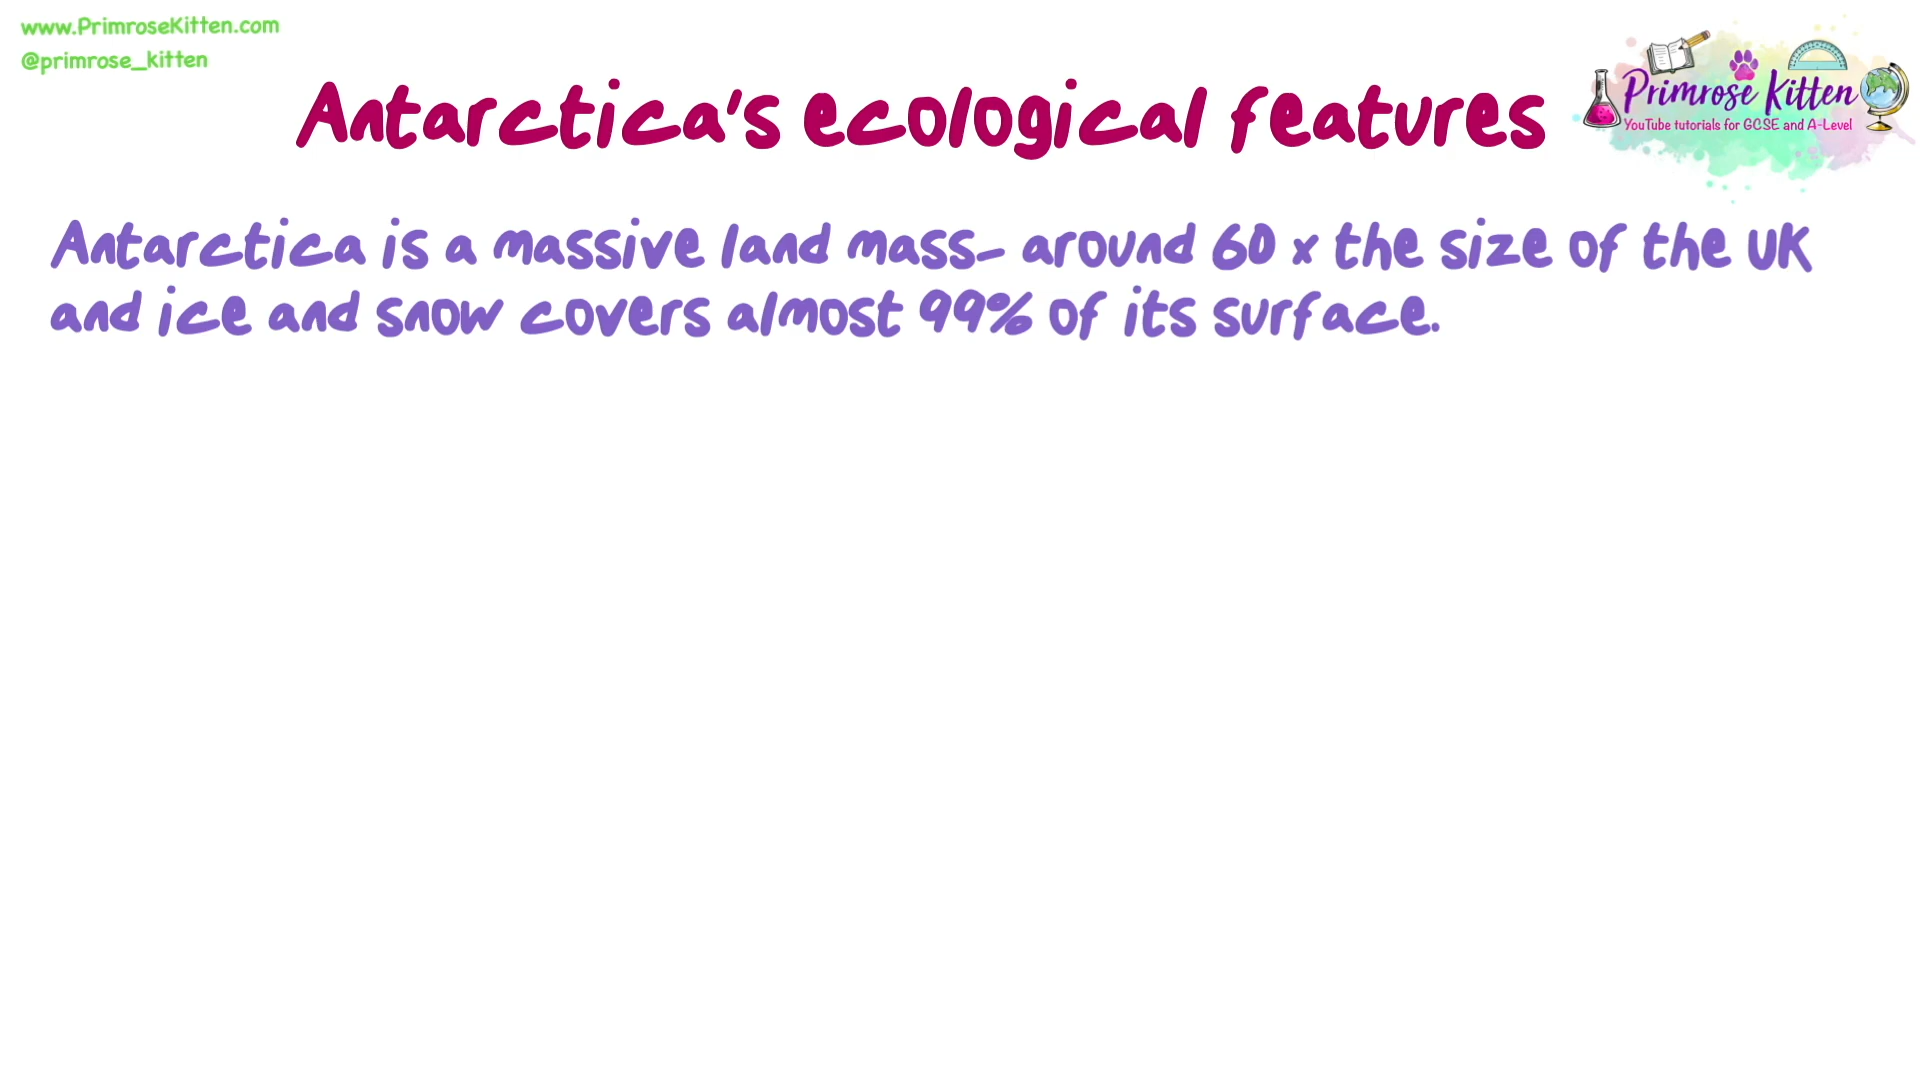 www.PrimroseKitten.com
@primrose_kitten
Antarctica's ecological features
Primrose Kitten
YouTube tutorials for GCSE and A-Level
Antarctica is a massive land mass- around 60 x the size of the UK
and ice and snow covers almost 99% of its surface.